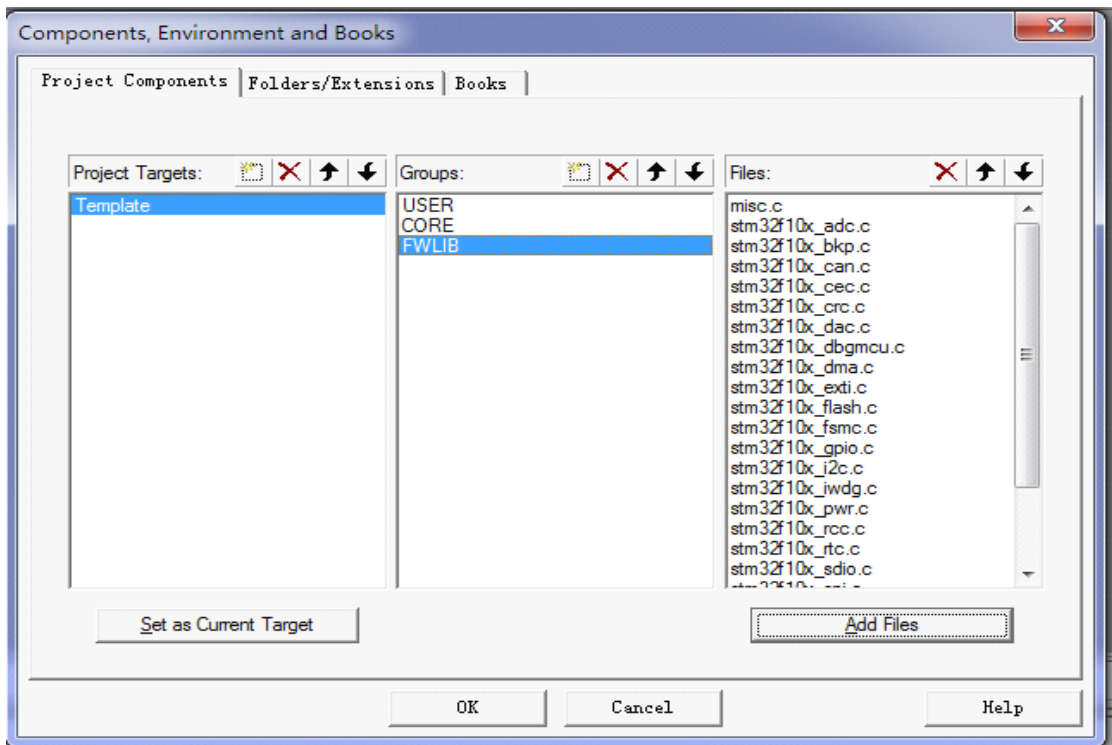 Components, Environment and Books
Project Components Folders/Extensions Books
Project Targets: Groups: Files:
Template
USER
CORE
FWLIB
misc.c
stm32f10x_adc.c
stm32f10x_bkp.c
stm32f10x_can.c
stm32f10x_cec.c
stm32f10x_crc.c
stm32f10x_dac.c
stm32f10x_dbgmcu.c
stm32f10x_dma.c
stm32f10x_exti.c
stm32f10x_flash.c
stm32f10x_fsmc.c
stm32f10x_gpio.c
stm32f10x_i2c.c
stm32f10x_iwdg.c
stm32f10x_pwr.c
stm32f10x_rcc.c
stm32f10x_rtc.c
stm32f10x_sdio.c
Set as Current Target Add Files
OK Cancel Help